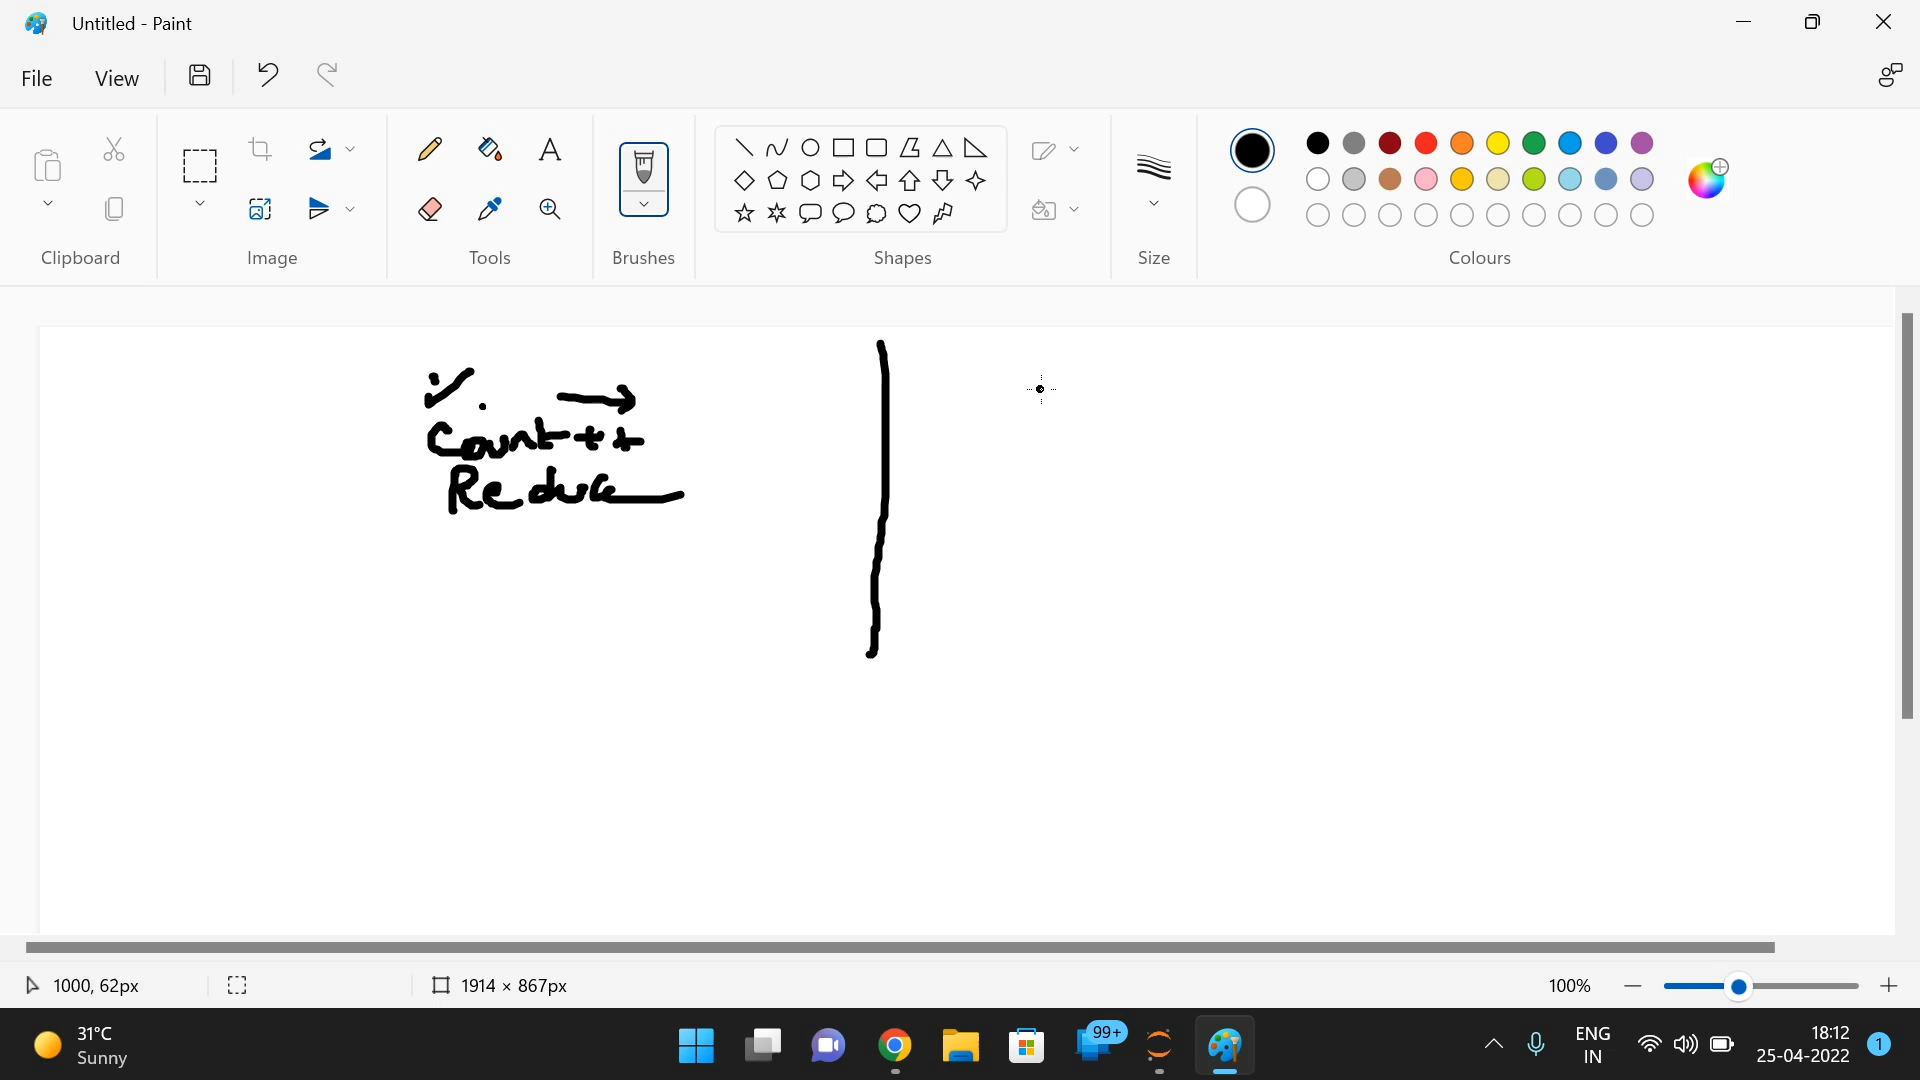 Untitled - Paint
File View
Clipboard Image Tools Brushes Shapes Size Colours
% . →
Count++
Reduce
1000, 62px 1914 × 867px 100%
31°C
Sunny
99+
ENG
IN
18:12
25-04-2022
1